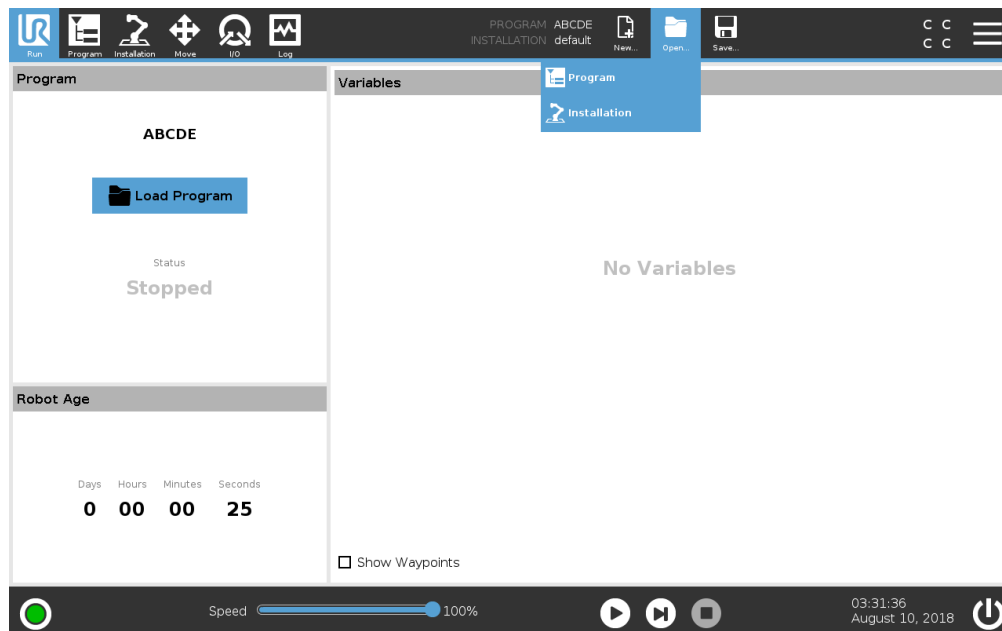 UR
Run
Program
Installation
Move
I/O
Log
PROGRAM ABCDE
INSTALLATION default
New...
Open...
Save...
C C
C C
Program
Installation
Program
ABCDE
Load Program
Status
Stopped
Variables
No Variables
Show Waypoints
Robot Age
Days Hours Minutes Seconds
0 00 00 25
Speed 100%
03:31:36
August 10, 2018